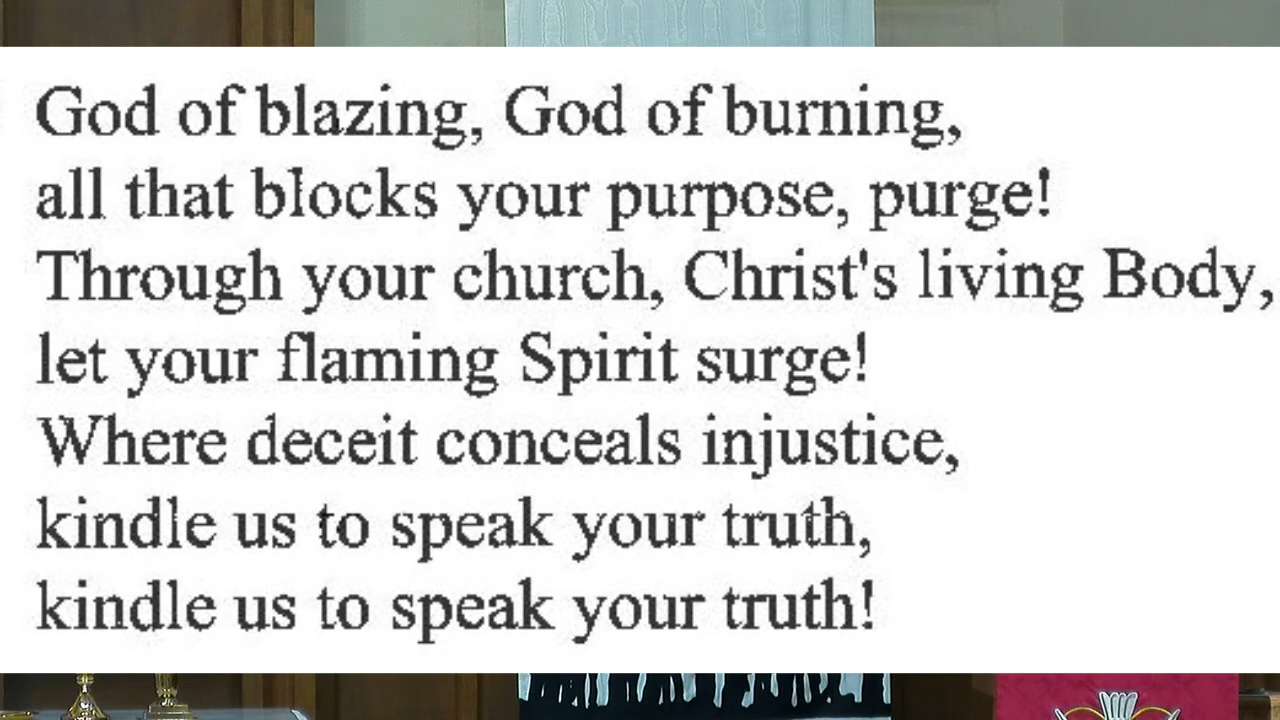 God of blazing, God of burning,
all that blocks your purpose, purge!
Through your church, Christ's living Body,
let your flaming Spirit surge!
Where deceit conceals injustice,
kindle us to speak your truth,
kindle us to speak your truth!